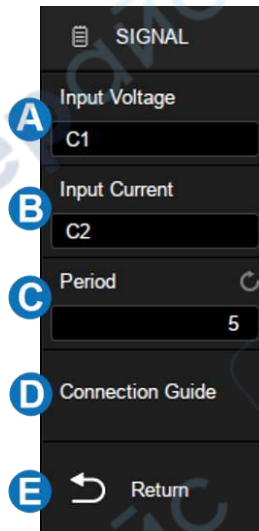 SIGNAL
A
Input Voltage
C1
B
Input Current
C2
C
Period
5
D
Connection Guide
E
Return